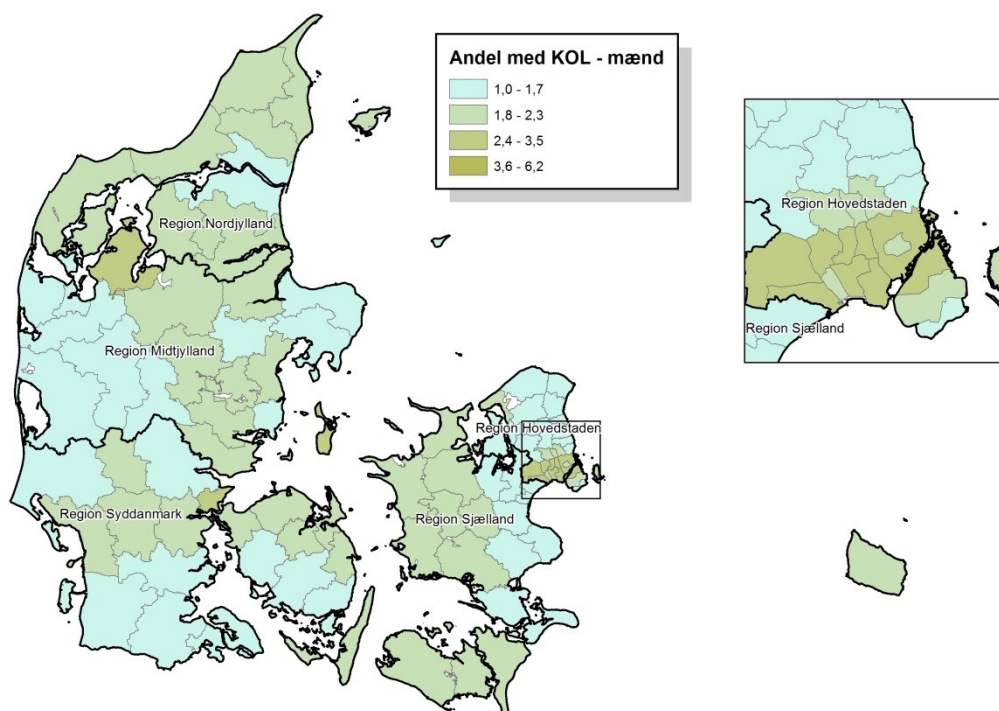 Andel med KOL - mænd
1,0 - 1,7
1,8 - 2,3
2,4 - 3,5
3,6 - 6,2
Region Nordjylland
Region Midtjylland
Region Syddanmark
Region Sjælland
Region Hovedstaden
Region Hovedstaden
Region Sjælland